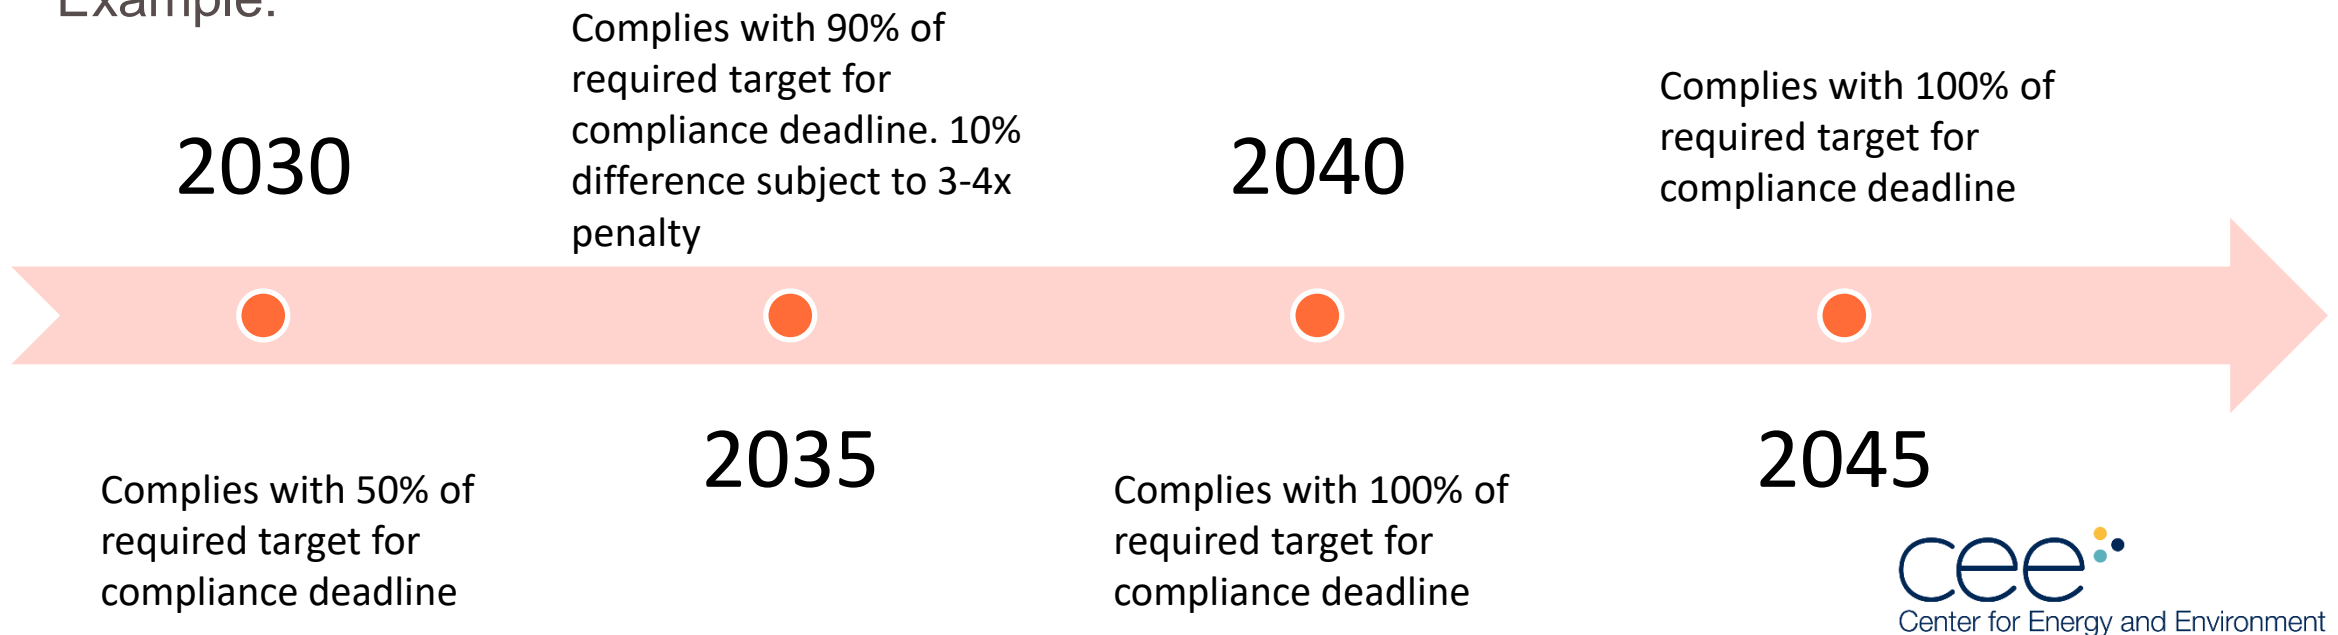 Example:
2030
Complies with 50% of
required target for
compliance deadline
Complies with 90% of
required target for
compliance deadline. 10%
difference subject to 3-4x
penalty
2035
2040
Complies with 100% of
required target for
compliance deadline
Complies with 100% of
required target for
compliance deadline
2045
cee
Center for Energy and Environment